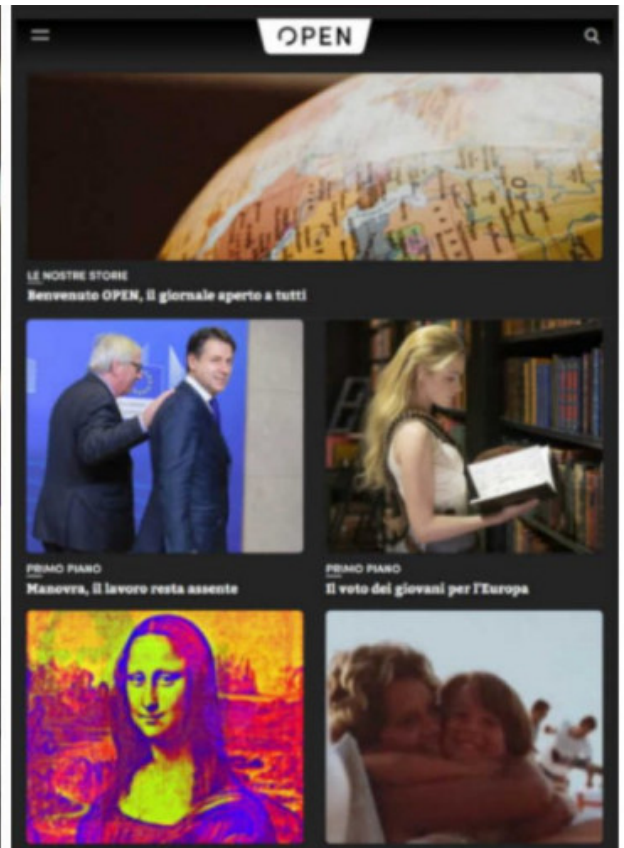 OPEN
LE NOSTRE STORIE
Benvenuto OPEN, il giornale aperto a tutti
PRIMO PIANO
Manovra, il lavoro resta assente
PRIMO PIANO
Il voto dei giovani per l'Europa